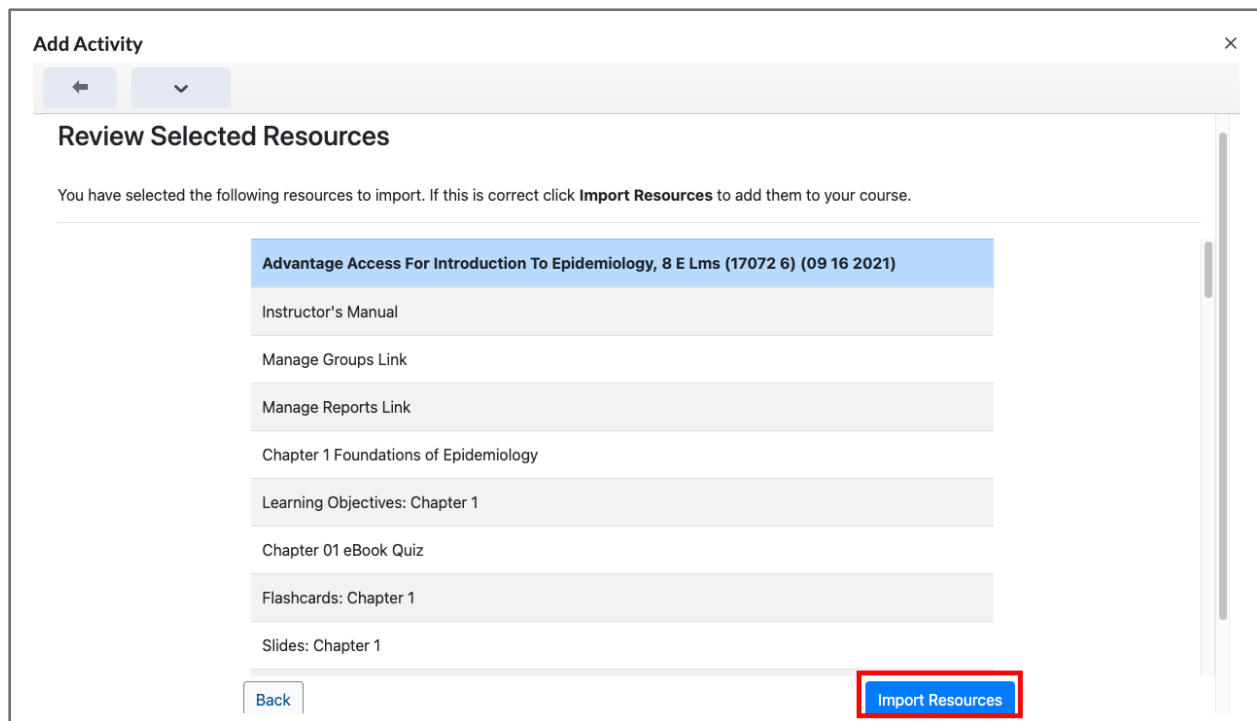 Add Activity
Review Selected Resources
You have selected the following resources to import. If this is correct click Import Resources to add them to your course.
Advantage Access For Introduction To Epidemiology, 8 E Lms (17072 6) (09 16 2021)
Instructor's Manual
Manage Groups Link
Manage Reports Link
Chapter 1 Foundations of Epidemiology
Learning Objectives: Chapter 1
Chapter 01 eBook Quiz
Flashcards: Chapter 1
Slides: Chapter 1
Back
Import Resources